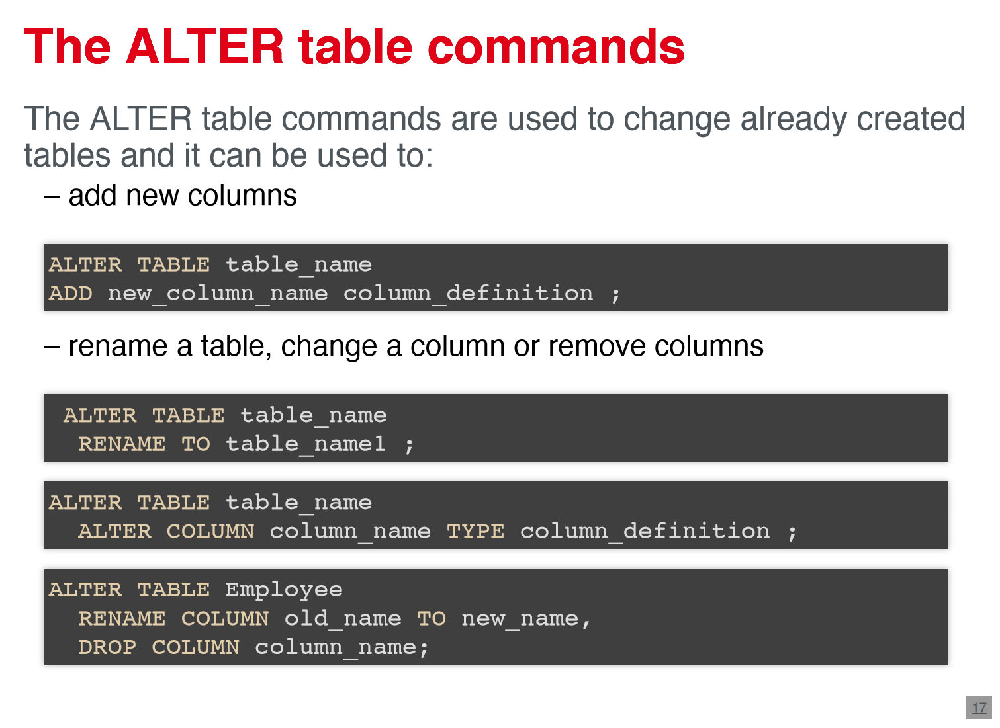 The ALTER table commands
The ALTER table commands are used to change already created
tables and it can be used to:
– add new columns
ALTER TABLE table_name
ADD new_column_name column_definition ;
– rename a table, change a column or remove columns
ALTER TABLE table_name
RENAME TO table_name1 ;
ALTER TABLE table_name
ALTER COLUMN column_name TYPE column_definition ;
ALTER TABLE Employee
RENAME COLUMN old_name TO new_name,
DROP COLUMN column_name;
17